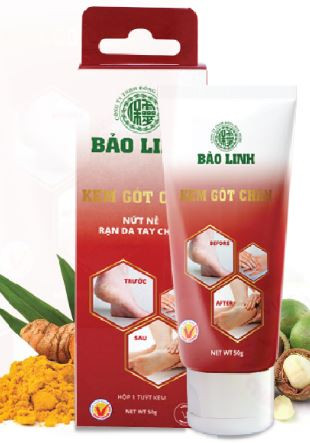 BẢO LINH
KEM GÓT C
NỨT NẺ
RẠN DA TAY CH
TRƯỚC
SAU
HỘP 1 TUÝT KEM
NET WT 50g
BẢO LINH
KEM GÓT CHÂN
BEFORE
AFTER
NET WT 50g